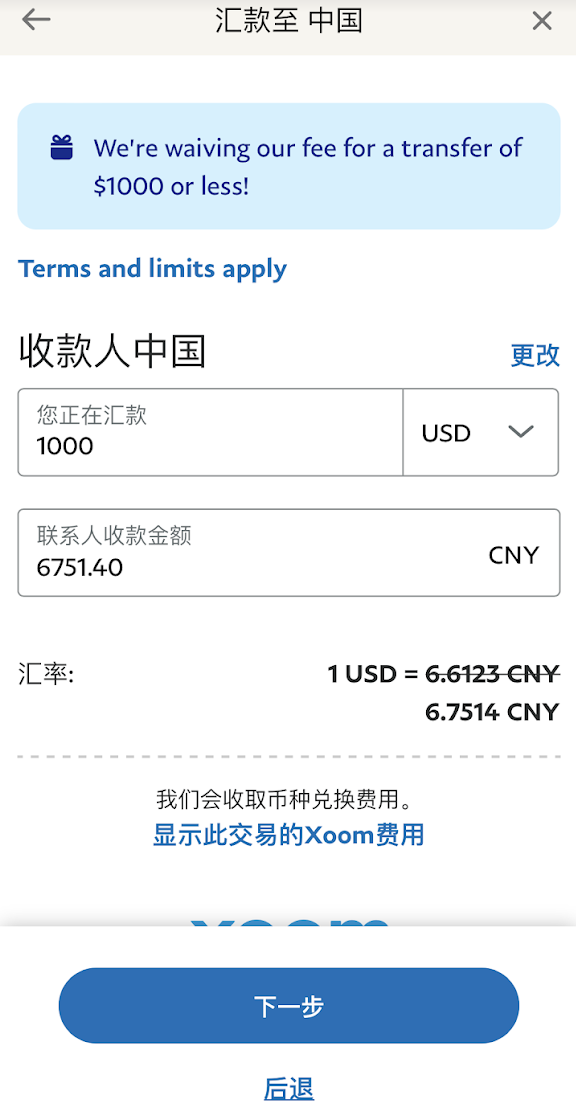 汇款至 中国
We're waiving our fee for a transfer of
$1000 or less!
Terms and limits apply
收款人中国
更改
您正在汇款
1000
USD
联系人收款金额
6751.40
CNY
汇率:
1 USD = 6.6123 CNY
6.7514 CNY
我们会收取币种兑换费用。
显示此交易的Xoom费用
xoom
下一步
后退